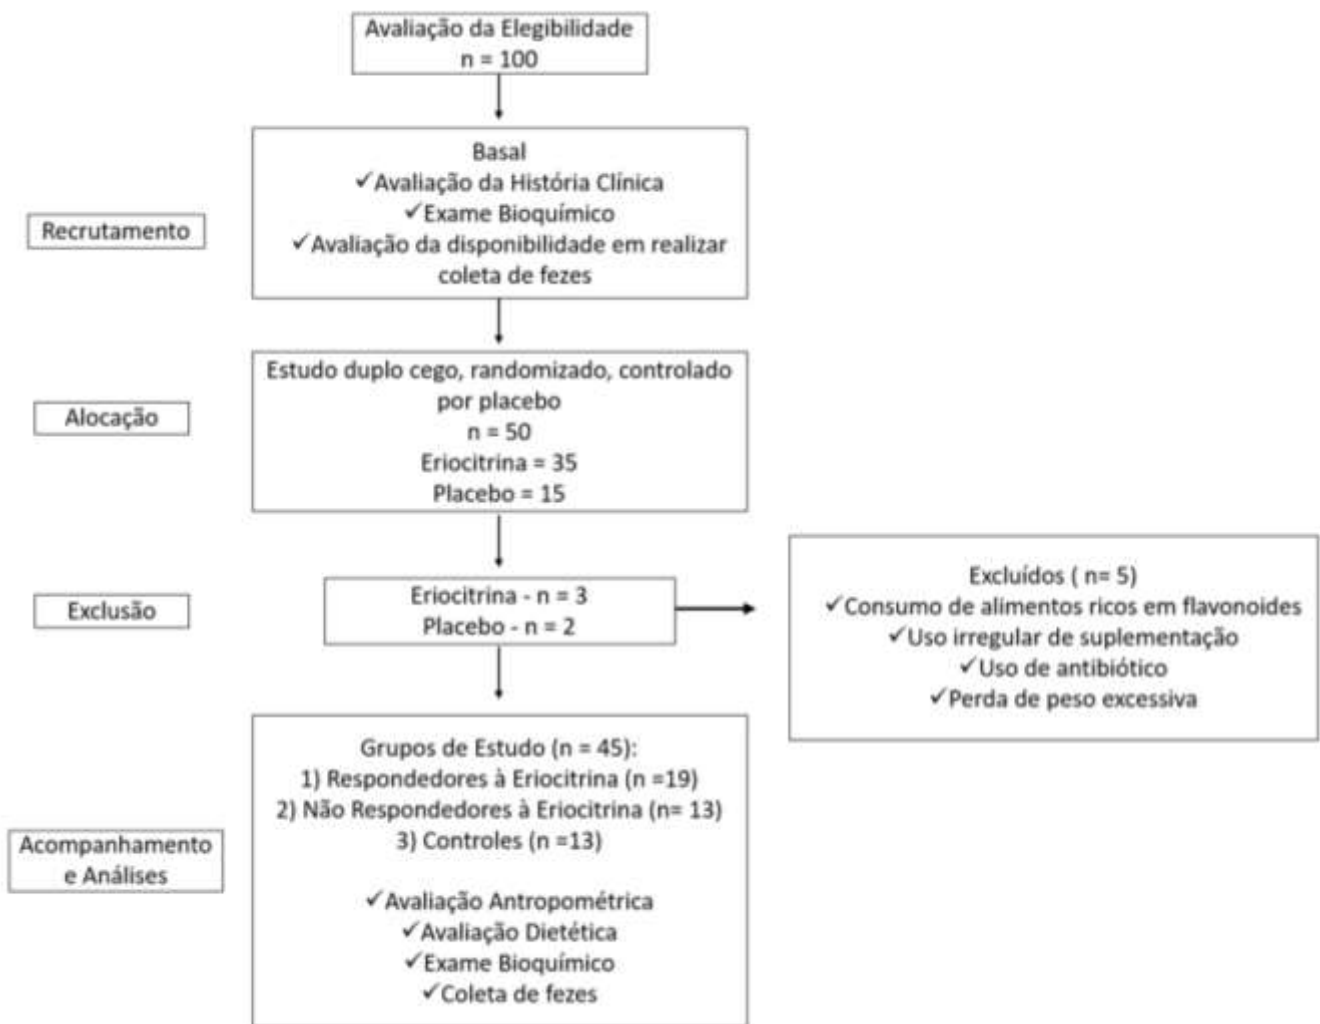 Avaliação da Elegibilidade
n = 100
Recrutamento
Basal
✓Avaliação da História Clínica
✓Exame Bioquímico
✓Avaliação da disponibilidade em realizar
coleta de fezes
Alocação
Estudo duplo cego, randomizado, controlado
por placebo
n = 50
Eriocitrina = 35
Placebo = 15
Exclusão
Eriocitrina - n = 3
Placebo - n = 2
Excluídos ( n= 5)
✓Consumo de alimentos ricos em flavonoides
✓Uso irregular de suplementação
✓Uso de antibiótico
✓Perda de peso excessiva
Acompanhamento
e Análises
Grupos de Estudo (n = 45):
1) Respondedores à Eriocitrina (n =19)
2) Não Respondedores à Eriocitrina (n= 13)
3) Controles (n =13)
✓Avaliação Antropométrica
✓Avaliação Dietética
✓Exame Bioquímico
✓Coleta de fezes